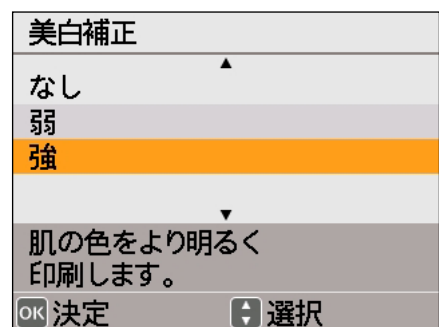 美白補正
なし
弱
強
肌の色をより明るく
印刷します。
OK 決定 選択